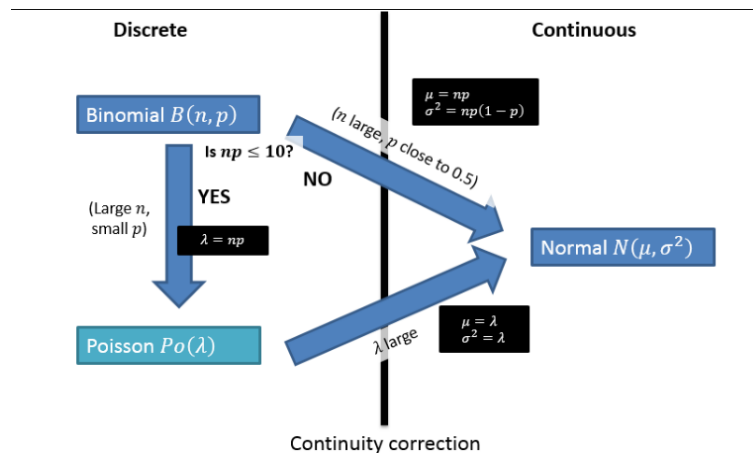 Discrete
Continuous
μ = np
σ² = np(1 − p)
Binomial B(n, p)
(n large, p close to 0.5)
Is np ≤ 10?
NO
YES
(Large n,
small p)
λ = np
Normal N(μ, σ²)
Poisson Po(λ)
λ large
μ = λ
σ² = λ
Continuity correction